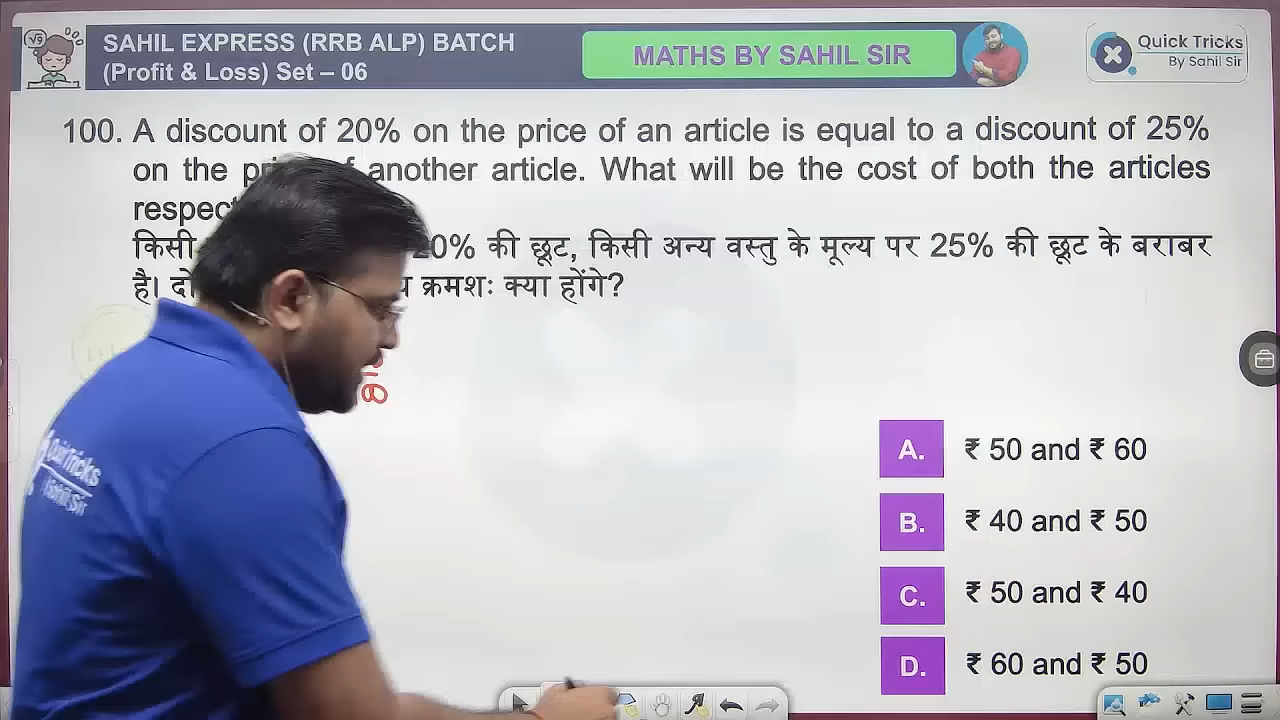 SAHIL EXPRESS (RRB ALP) BATCH
(Profit & Loss) Set – 06
MATHS BY SAHIL SIR
Quick Tricks
By Sahil Sir
100. A discount of 20% on the price of an article is equal to a discount of 25%
on the another article. What will be the cost of both the articles
किसी 0% की छूट, किसी अन्य वस्तु के मूल्य पर 25% की छूट के बराबर
है। क्रमशः क्या होंगे?
A. ₹ 50 and ₹ 60
B. ₹ 40 and ₹ 50
C. ₹ 50 and ₹ 40
D. ₹ 60 and ₹ 50